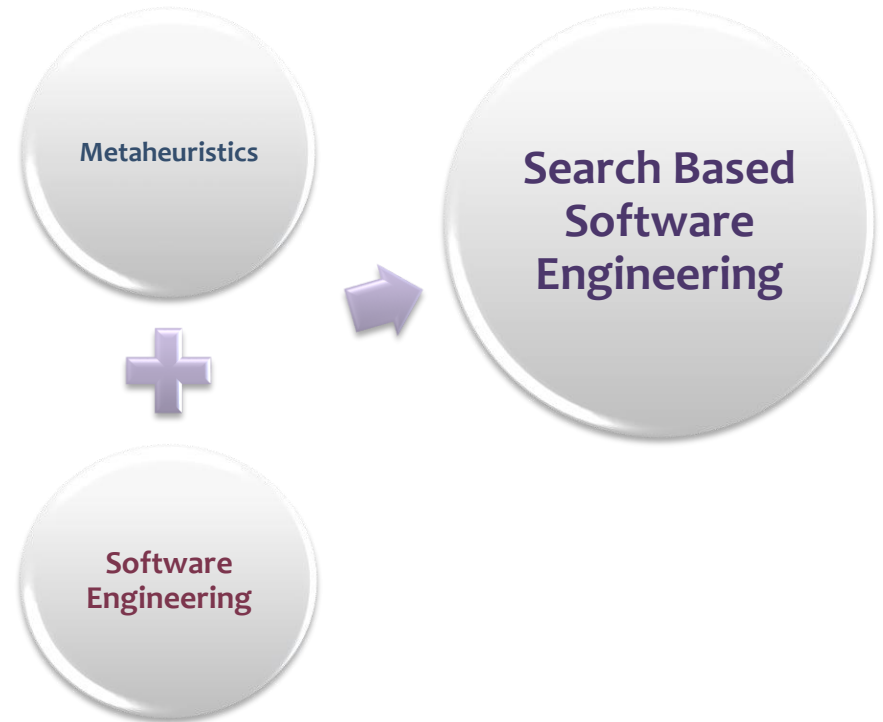 Metaheuristics
Software
Engineering
Search Based
Software
Engineering